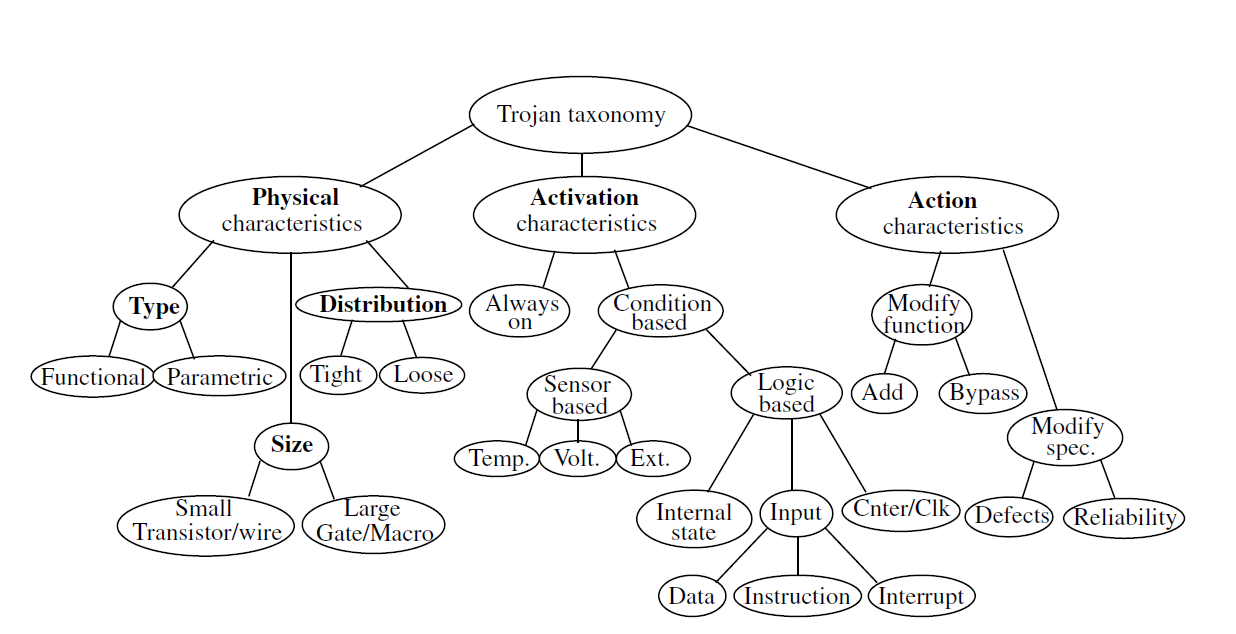 Trojan taxonomy
Physical
characteristics
Activation
characteristics
Action
characteristics
Type
Distribution
Always
on
Condition
based
Modify
function
Functional
Parametric
Tight
Loose
Sensor
based
Logic
based
Add
Bypass
Size
Temp.
Volt.
Ext.
Modify
spec.
Small
Transistor/wire
Large
Gate/Macro
Internal
state
Input
Cnter/Clk
Defects
Reliability
Data
Instruction
Interrupt